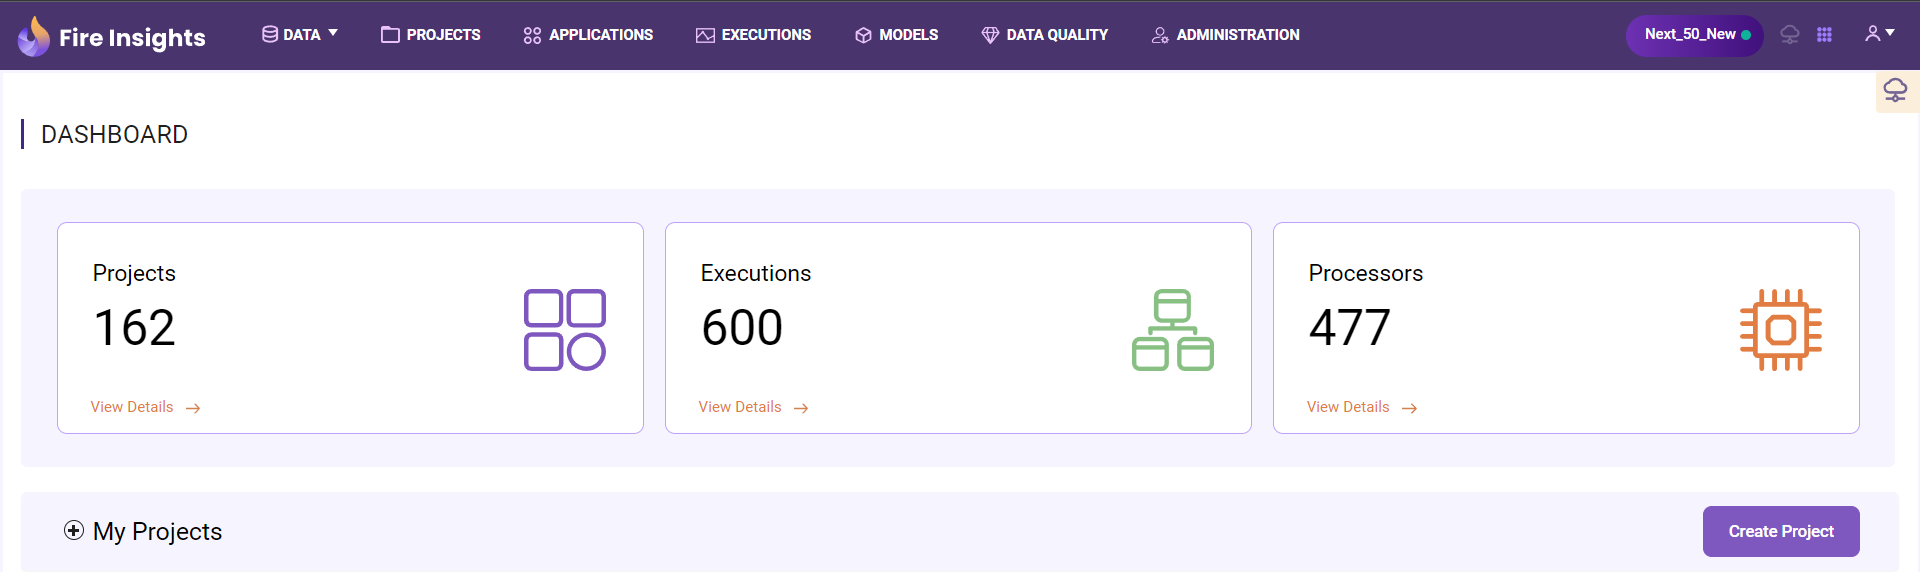 Fire Insights
DATA
PROJECTS
APPLICATIONS
EXECUTIONS
MODELS
DATA QUALITY
ADMINISTRATION
Next_50_New
DASHBOARD
Projects
162
View Details
Executions
600
View Details
Processors
477
View Details
My Projects
Create Project